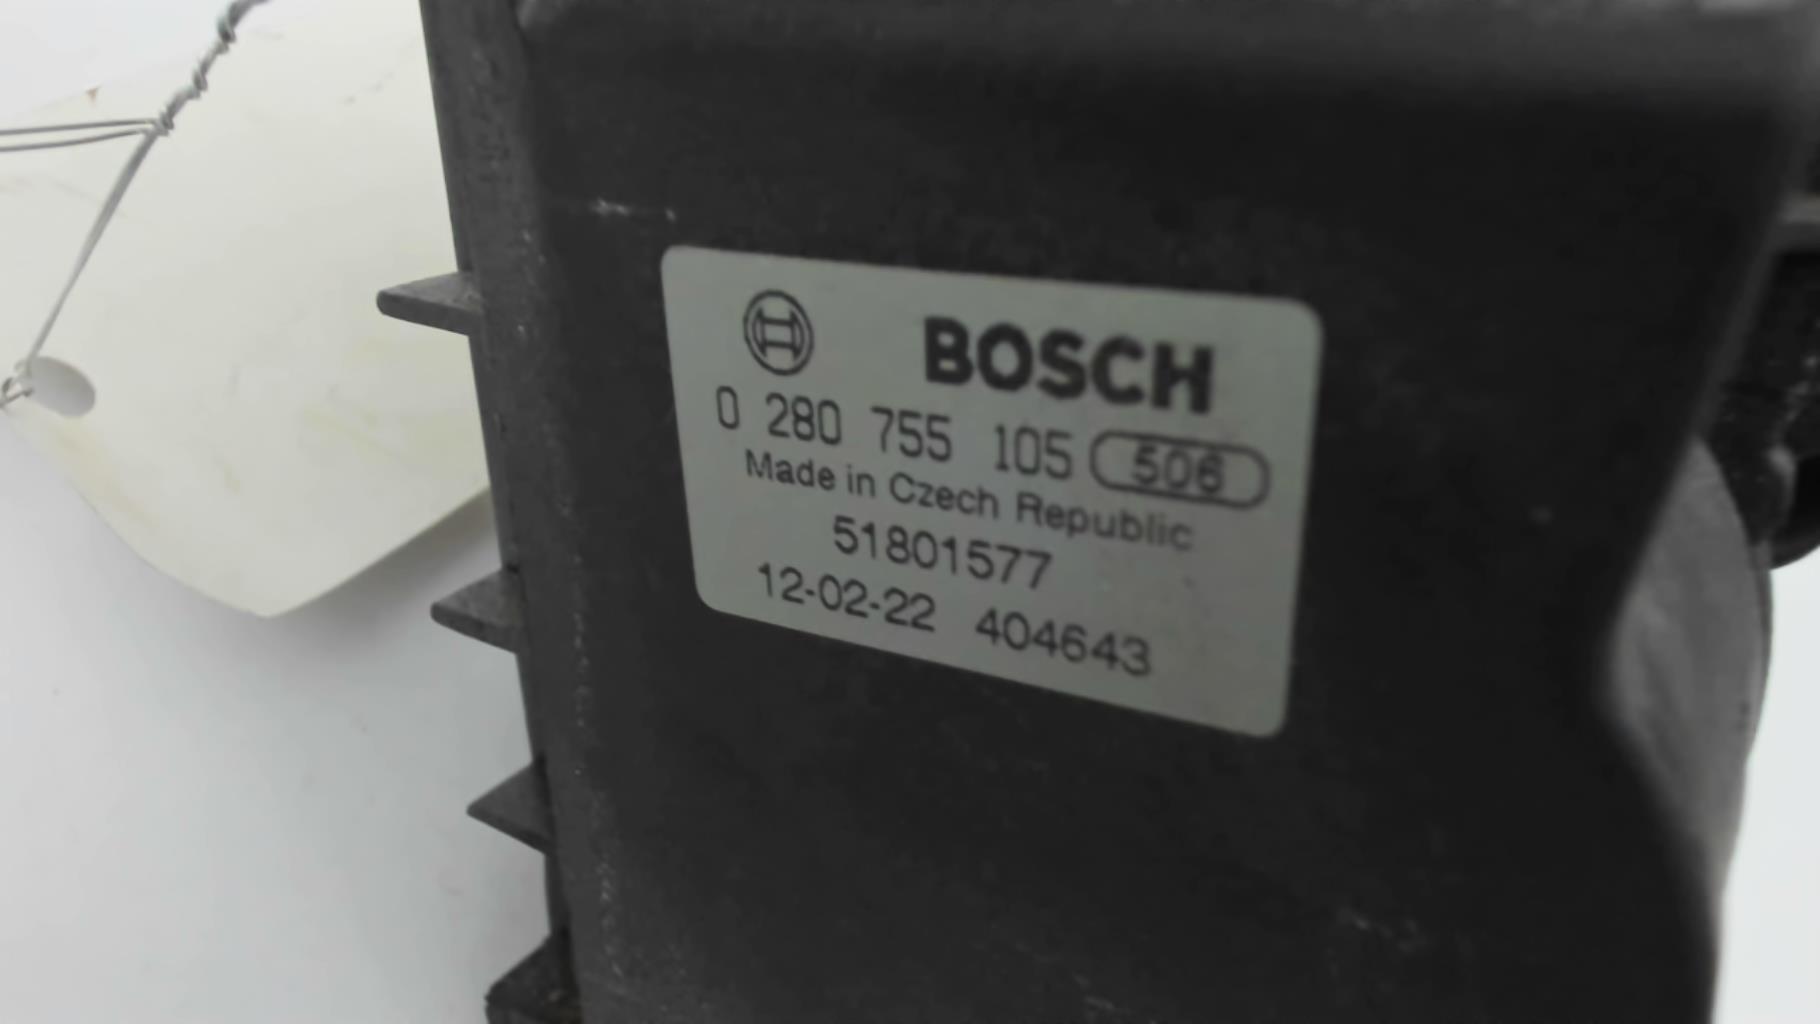 BOSCH
0 280 755 105 506
Made in Czech Republic
51801577
12-02-22 404643